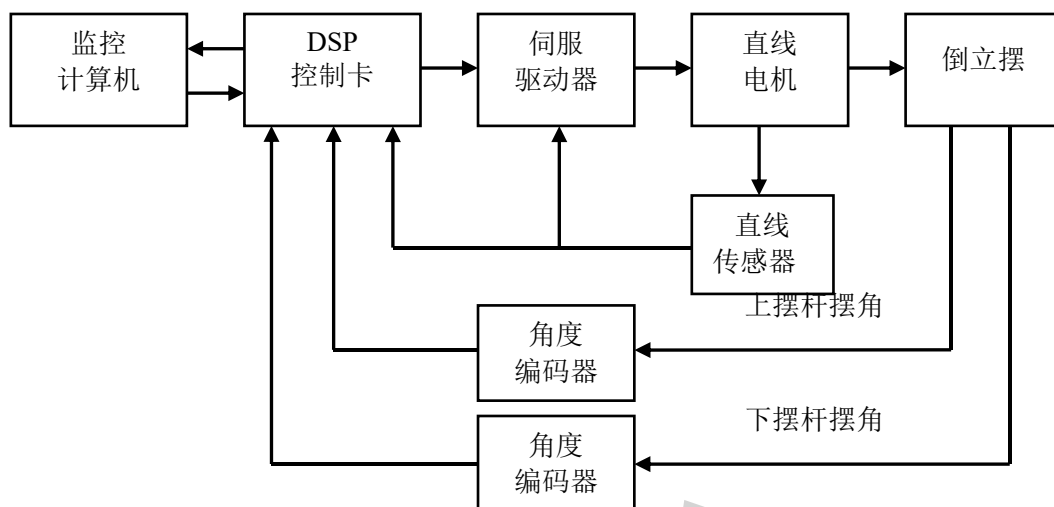 监控
计算机
DSP
控制卡
伺服
驱动器
直线
电机
倒立摆
直线
传感器
上摆杆摆角
角度
编码器
下摆杆摆角
角度
编码器